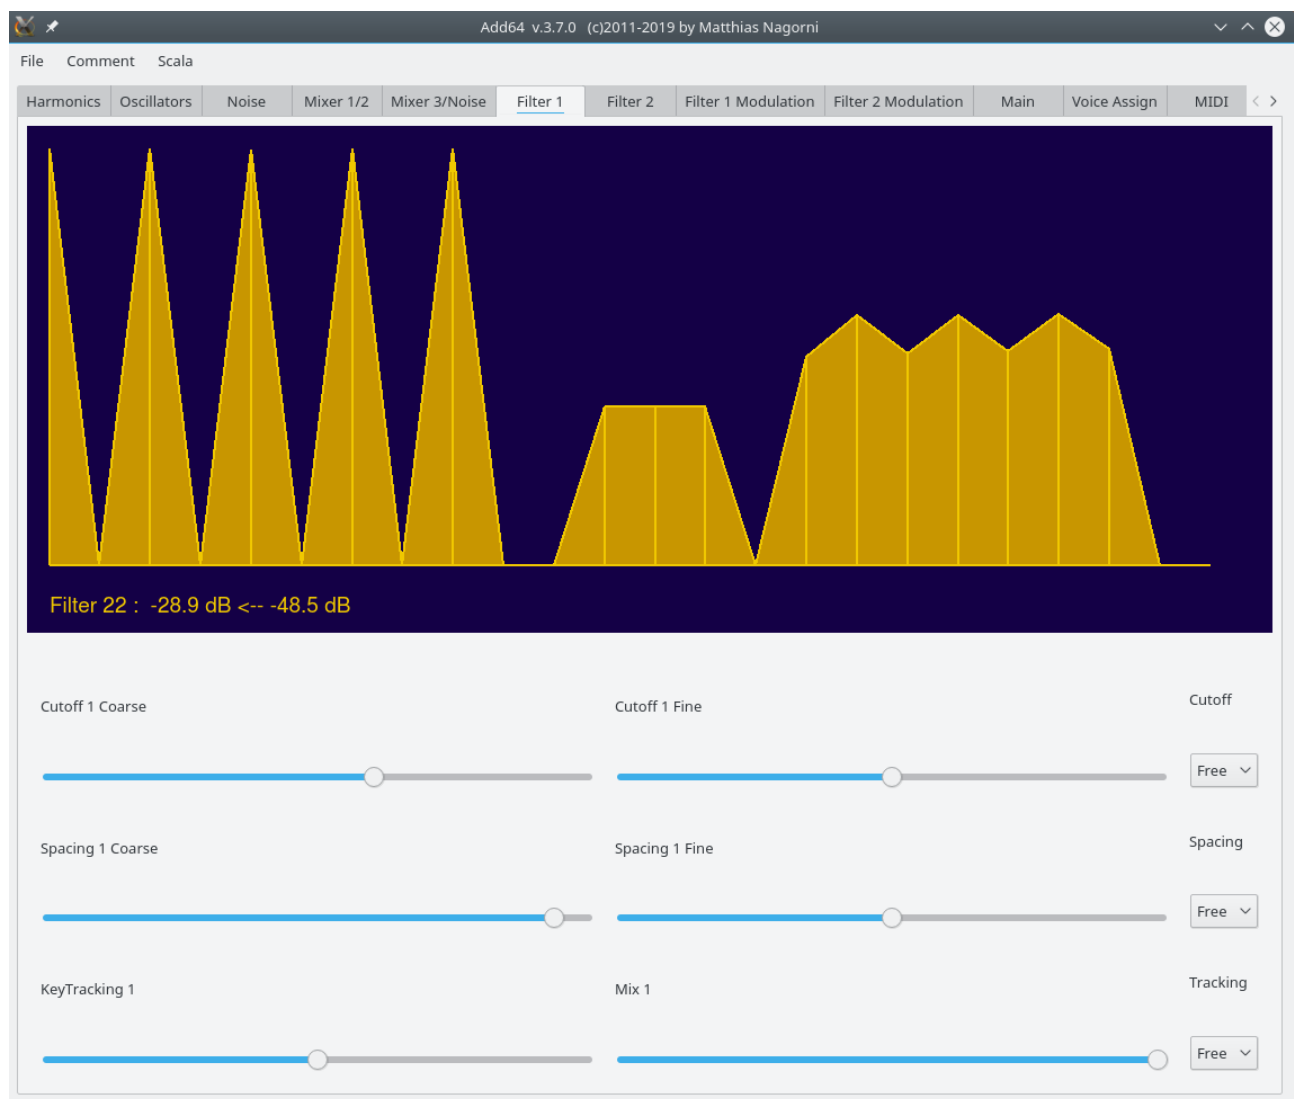 Add64 v.3.7.0 (c)2011-2019 by Matthias Nagorni
File Comment Scala
Harmonics Oscillators Noise Mixer 1/2 Mixer 3/Noise Filter 1 Filter 2 Filter 1 Modulation Filter 2 Modulation Main Voice Assign MIDI
Filter 22 : -28.9 dB <-- -48.5 dB
Cutoff 1 Coarse Cutoff 1 Fine Cutoff
Free
Spacing 1 Coarse Spacing 1 Fine Spacing
Free
KeyTracking 1 Mix 1 Tracking
Free